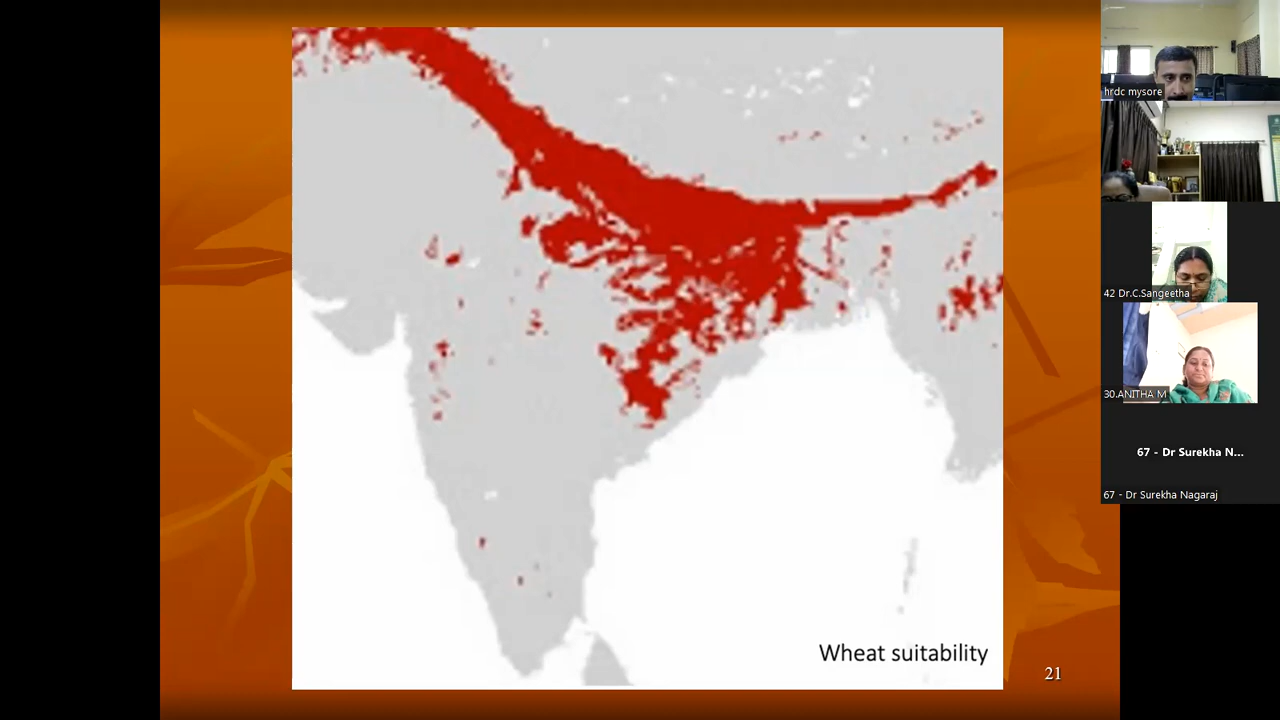 Wheat suitability
21
hrdc mysore
42 Dr.C.Sangeetha
30.ANITHA M
67 - Dr Surekha N...
67 - Dr Surekha Nagaraj